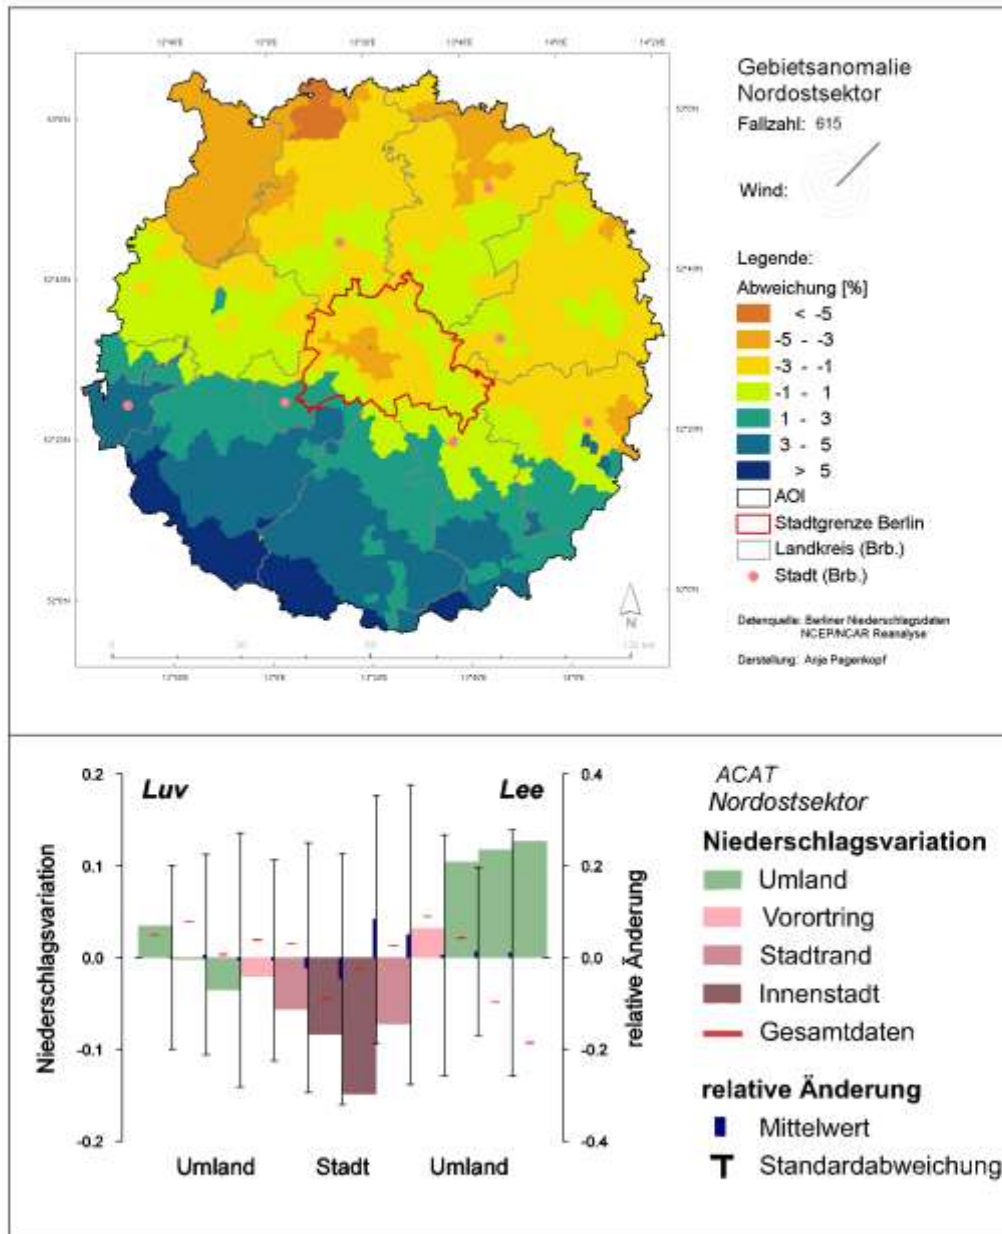 Gebietsanomalie
Nordostsektor
Fallzahl: 615
Wind:
Legende:
Abweichung [%]
< -5
-5 - -3
-3 - -1
-1 - 1
1 - 3
3 - 5
> 5
AOI
Stadtgrenze Berlin
Landkreis (Brb.)
Stadt (Brb.)
N
Datenquelle: Berliner Niederschlagsdaten
NCEP/NCAR Reanalyse
Darstellung: Anja Pagenkopf
Luv
Lee
0.2
0.1
0.0
-0.1
-0.2
Niederschlagsvariation
0.4
0.2
0.0
-0.2
-0.4
relative Änderung
Umland
Stadt
Umland
ACAT
Nordostsektor
Niederschlagsvariation
Umland
Vorortring
Stadtrand
Innenstadt
Gesamtdaten
relative Änderung
Mittelwert
Standardabweichung